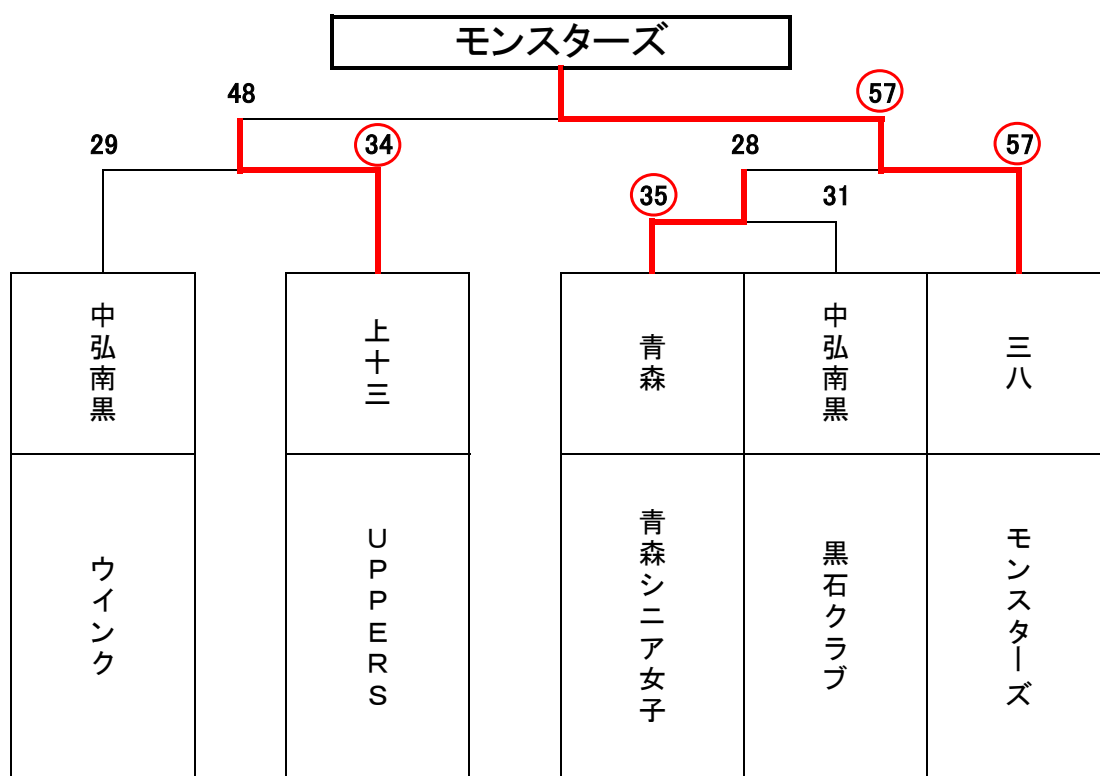 モンスターズ
48
57
29
34
28
57
35
31
中弘南黒
上十三
青森
中弘南黒
三八
ウインク
UPPERS
青森シニア女子
黒石クラブ
モンスターズ